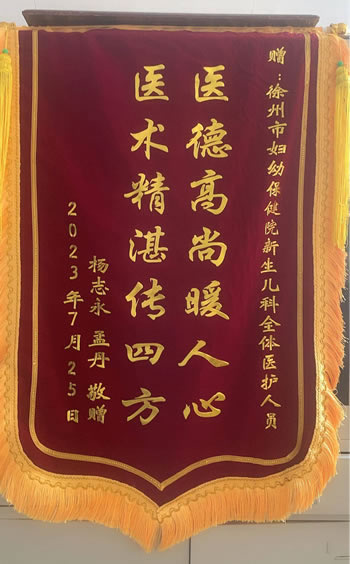 赠：徐州市妇幼保健院新生儿科全体医护人员
医德高尚暖人心
医术精湛传四方
杨志永 孟丹 敬赠
2023年7月25日